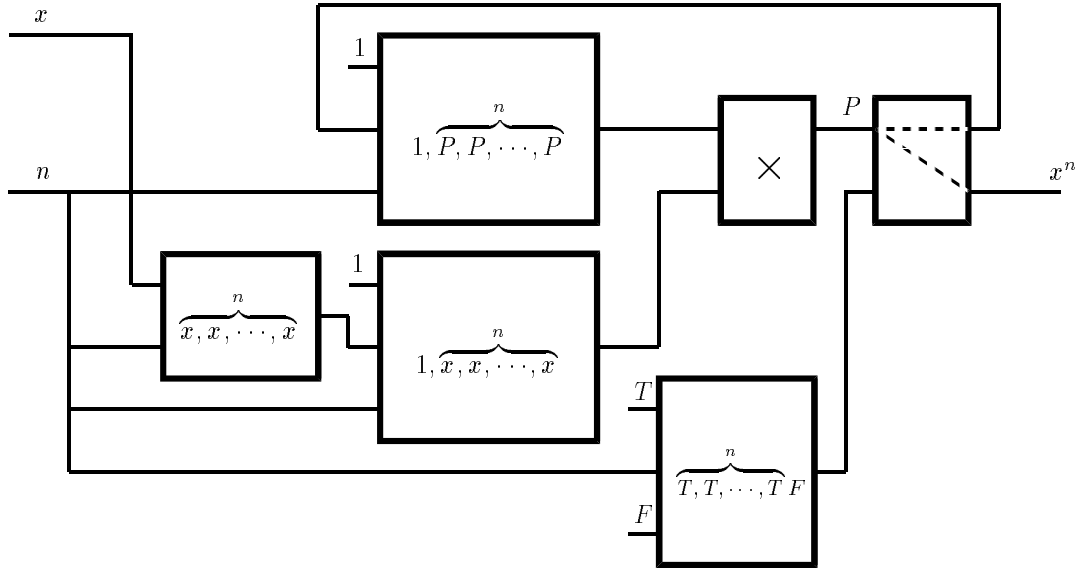 x
n
1
n
1, P, P, ⋯, P
×
P
x^n
n
x, x, ⋯, x
1
n
1, x, x, ⋯, x
T
n
T, T, ⋯, T F
F